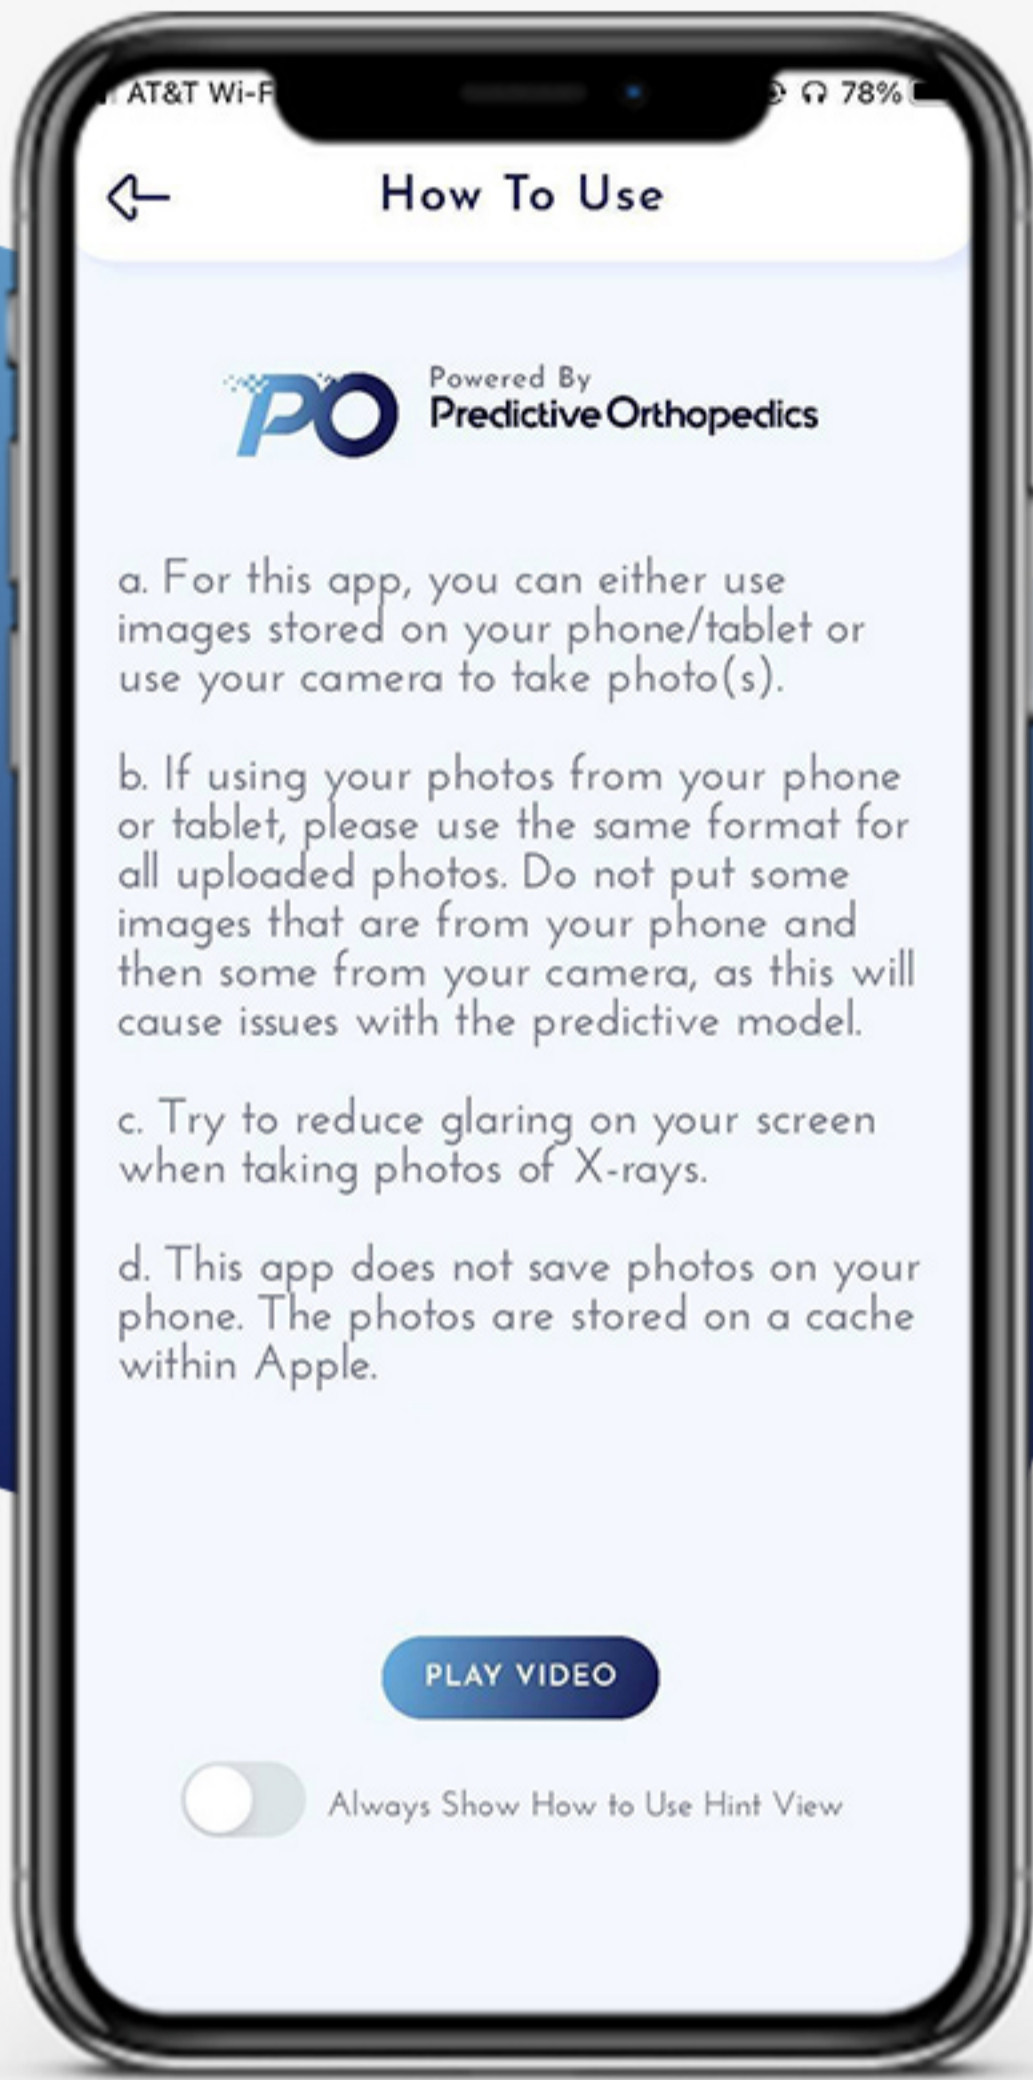 AT&T Wi-F
78%
How To Use
PO
Powered By
Predictive Orthopedics
a. For this app, you can either use
images stored on your phone/tablet or
use your camera to take photo(s).
b. If using your photos from your phone
or tablet, please use the same format for
all uploaded photos. Do not put some
images that are from your phone and
then some from your camera, as this will
cause issues with the predictive model.
c. Try to reduce glaring on your screen
when taking photos of X-rays.
d. This app does not save photos on your
phone. The photos are stored on a cache
within Apple.
PLAY VIDEO
Always Show How to Use Hint View